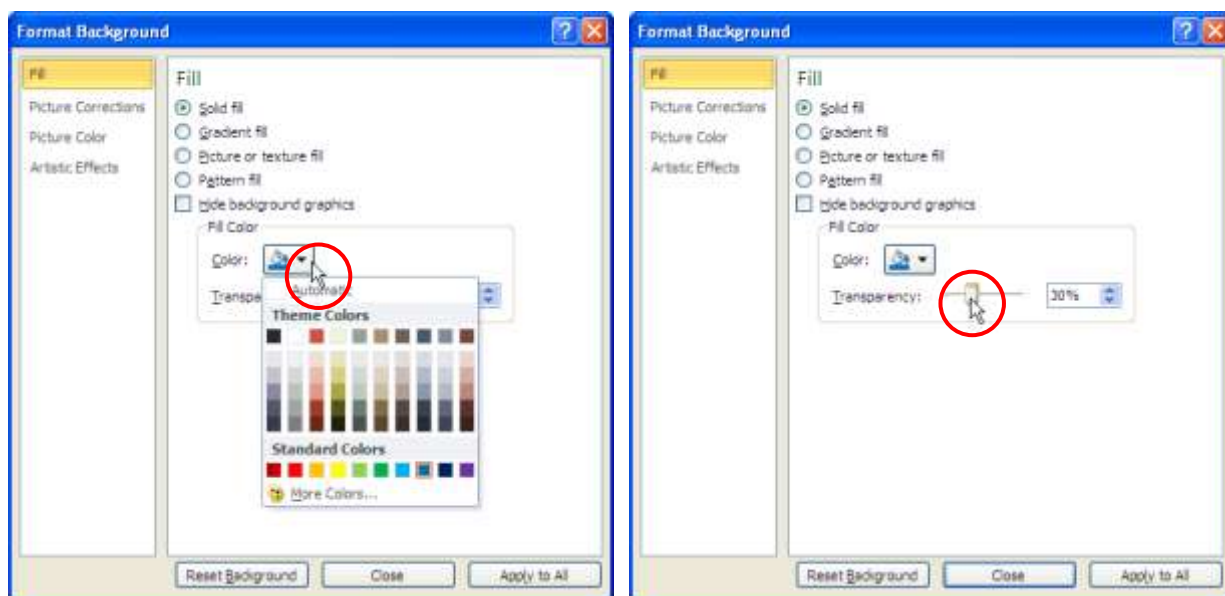 Format Background
Fill
Picture Corrections
Picture Color
Artistic Effects
Fill
Solid fill
Gradient fill
Picture or texture fill
Pattern fill
Hide background graphics
Fill Color
Color:
Transpa
Automatic
Theme Colors
Standard Colors
More Colors...
Reset Background
Close
Apply to All
Format Background
Fill
Picture Corrections
Picture Color
Artistic Effects
Fill
Solid fill
Gradient fill
Picture or texture fill
Pattern fill
Hide background graphics
Fill Color
Color:
Transparency: 30%
Reset Background
Close
Apply to All